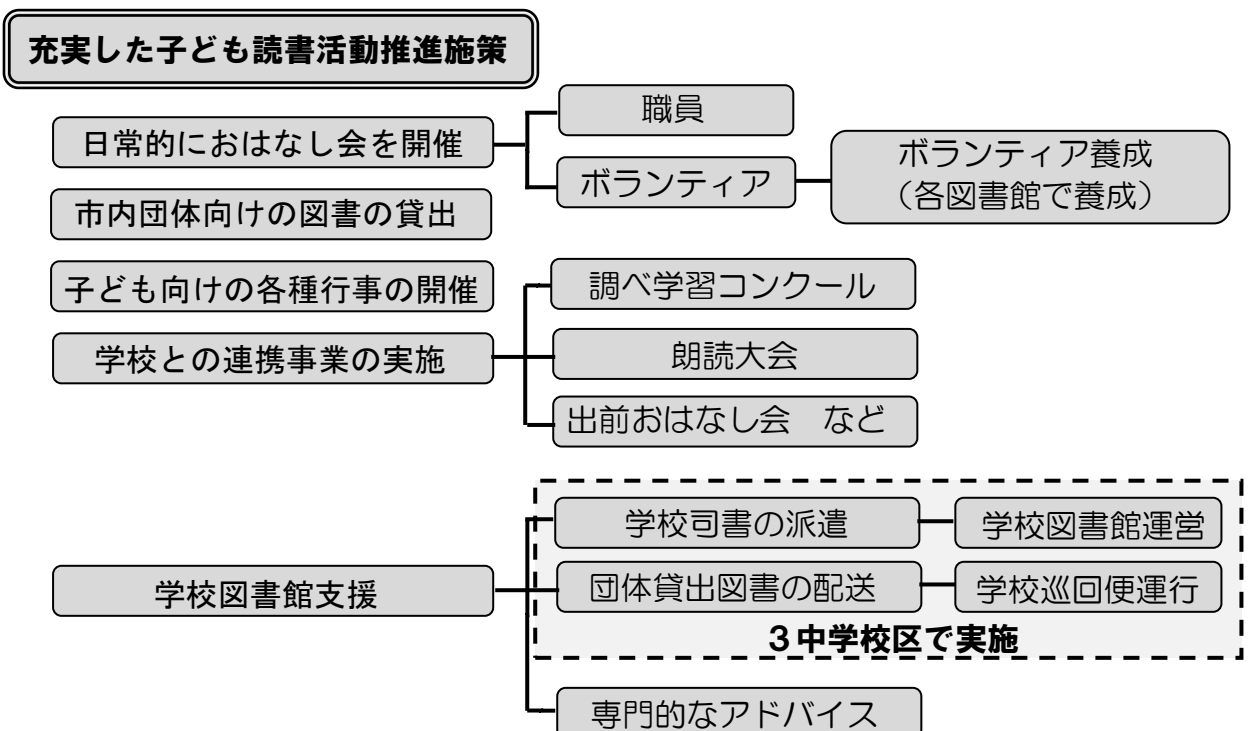 充実した子ども読書活動推進施策
日常的におはなし会を開催
職員
ボランティア
ボランティア養成
（各図書館で養成）
市内団体向けの図書の貸出
子ども向けの各種行事の開催
学校との連携事業の実施
調べ学習コンクール
朗読大会
出前おはなし会　など
学校図書館支援
学校司書の派遣
学校図書館運営
団体貸出図書の配送
学校巡回便運行
３中学校区で実施
専門的なアドバイス